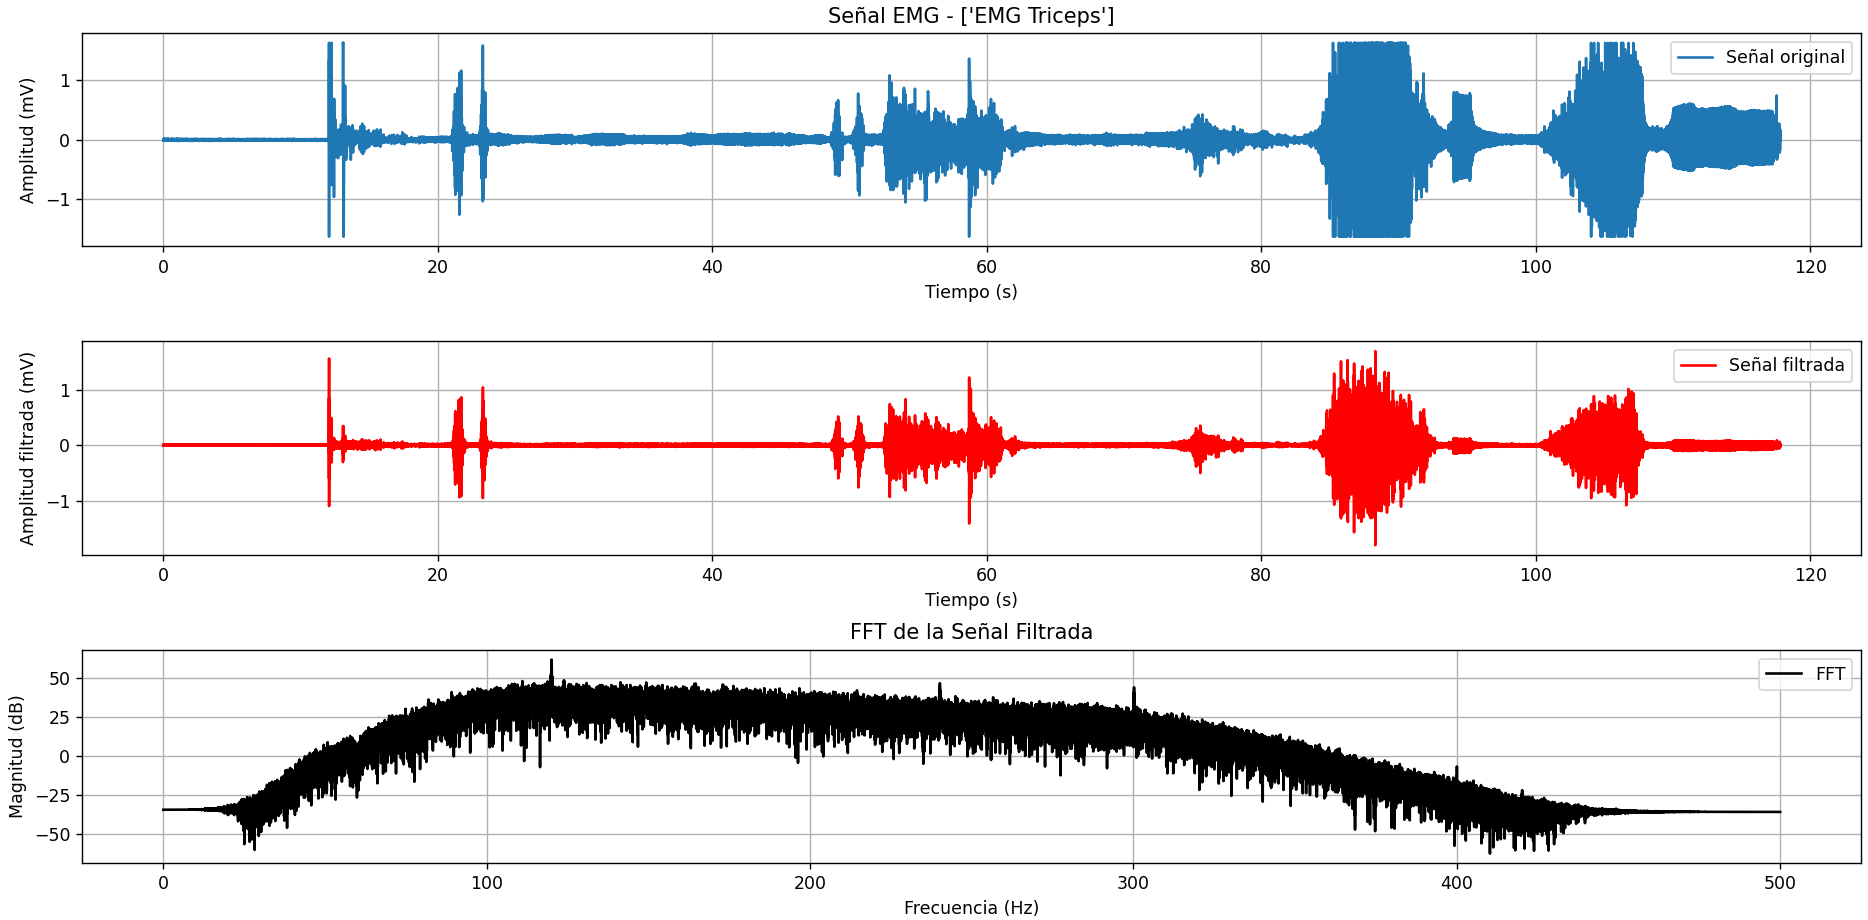 Señal EMG - ['EMG Triceps']
Amplitud (mV)
1
0
−1
Señal original
0 20 40 60 80 100 120
Tiempo (s)
Amplitud filtrada (mV)
1
0
−1
Señal filtrada
0 20 40 60 80 100 120
Tiempo (s)
FFT de la Señal Filtrada
Magnitud (dB)
50
25
0
−25
−50
FFT
0 100 200 300 400 500
Frecuencia (Hz)